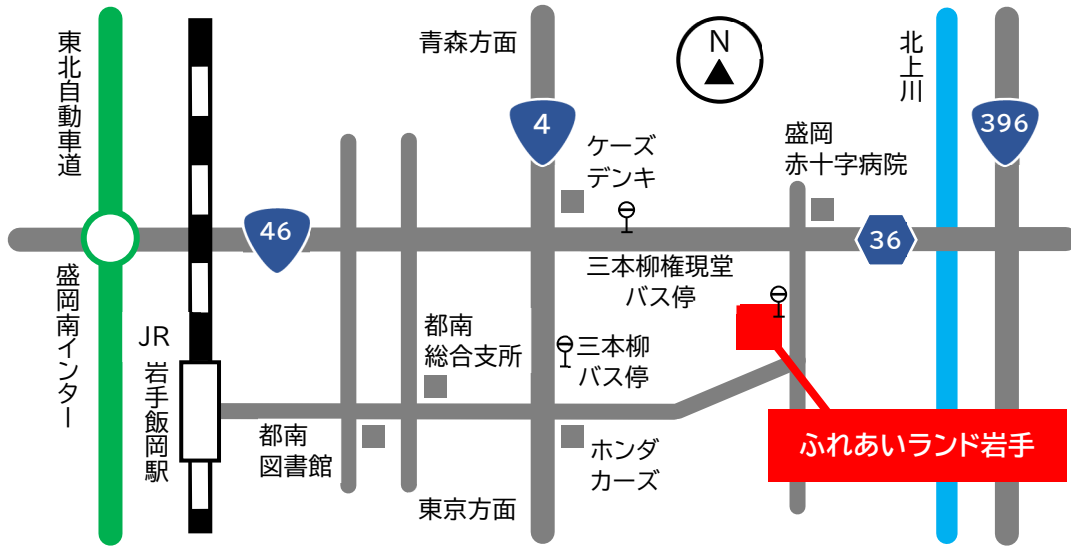 東北自動車道
盛岡南インター
JR
岩手飯岡駅
46
青森方面
4
ケーズ
デンキ
N
盛岡
赤十字病院
北上川
396
36
三本柳権現堂
バス停
都南
総合支所
三本柳
バス停
都南
図書館
ホンダ
カーズ
東京方面
ふれあいランド岩手